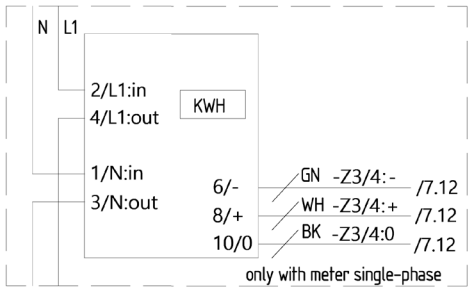 N L1
2/L1:in
4/L1:out
KWH
1/N:in
3/N:out
6/- GN -Z3/4:- /7.12
8/+ WH -Z3/4:+ /7.12
10/0 BK -Z3/4:0 /7.12
only with meter single-phase